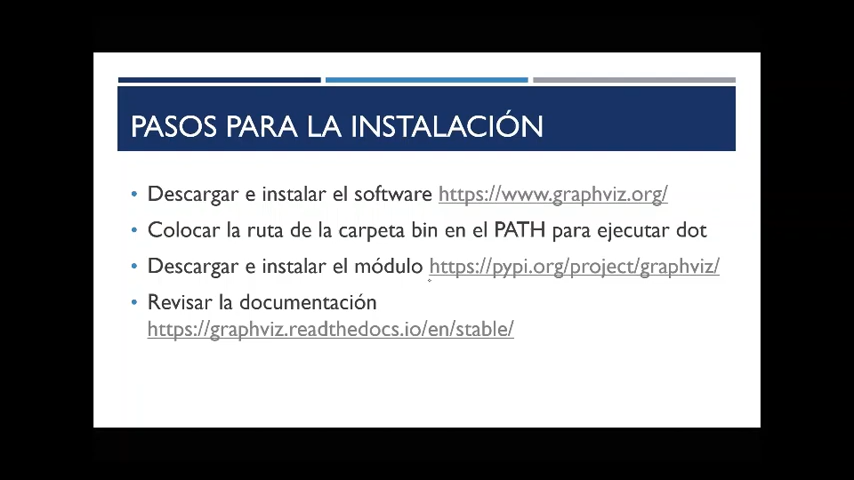 PASOS PARA LA INSTALACIÓN
• Descargar e instalar el software https://www.graphviz.org/
• Colocar la ruta de la carpeta bin en el PATH para ejecutar dot
• Descargar e instalar el módulo https://pypi.org/project/graphviz/
• Revisar la documentación
https://graphviz.readthedocs.io/en/stable/